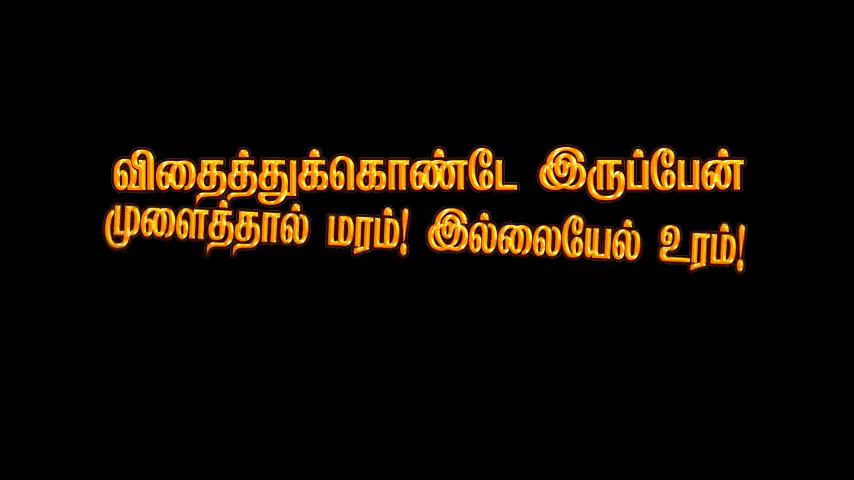 விதைத்துக்கொண்டே இருப்பேன்
முளைத்தால் மரம்! இல்லையேல் உரம்!